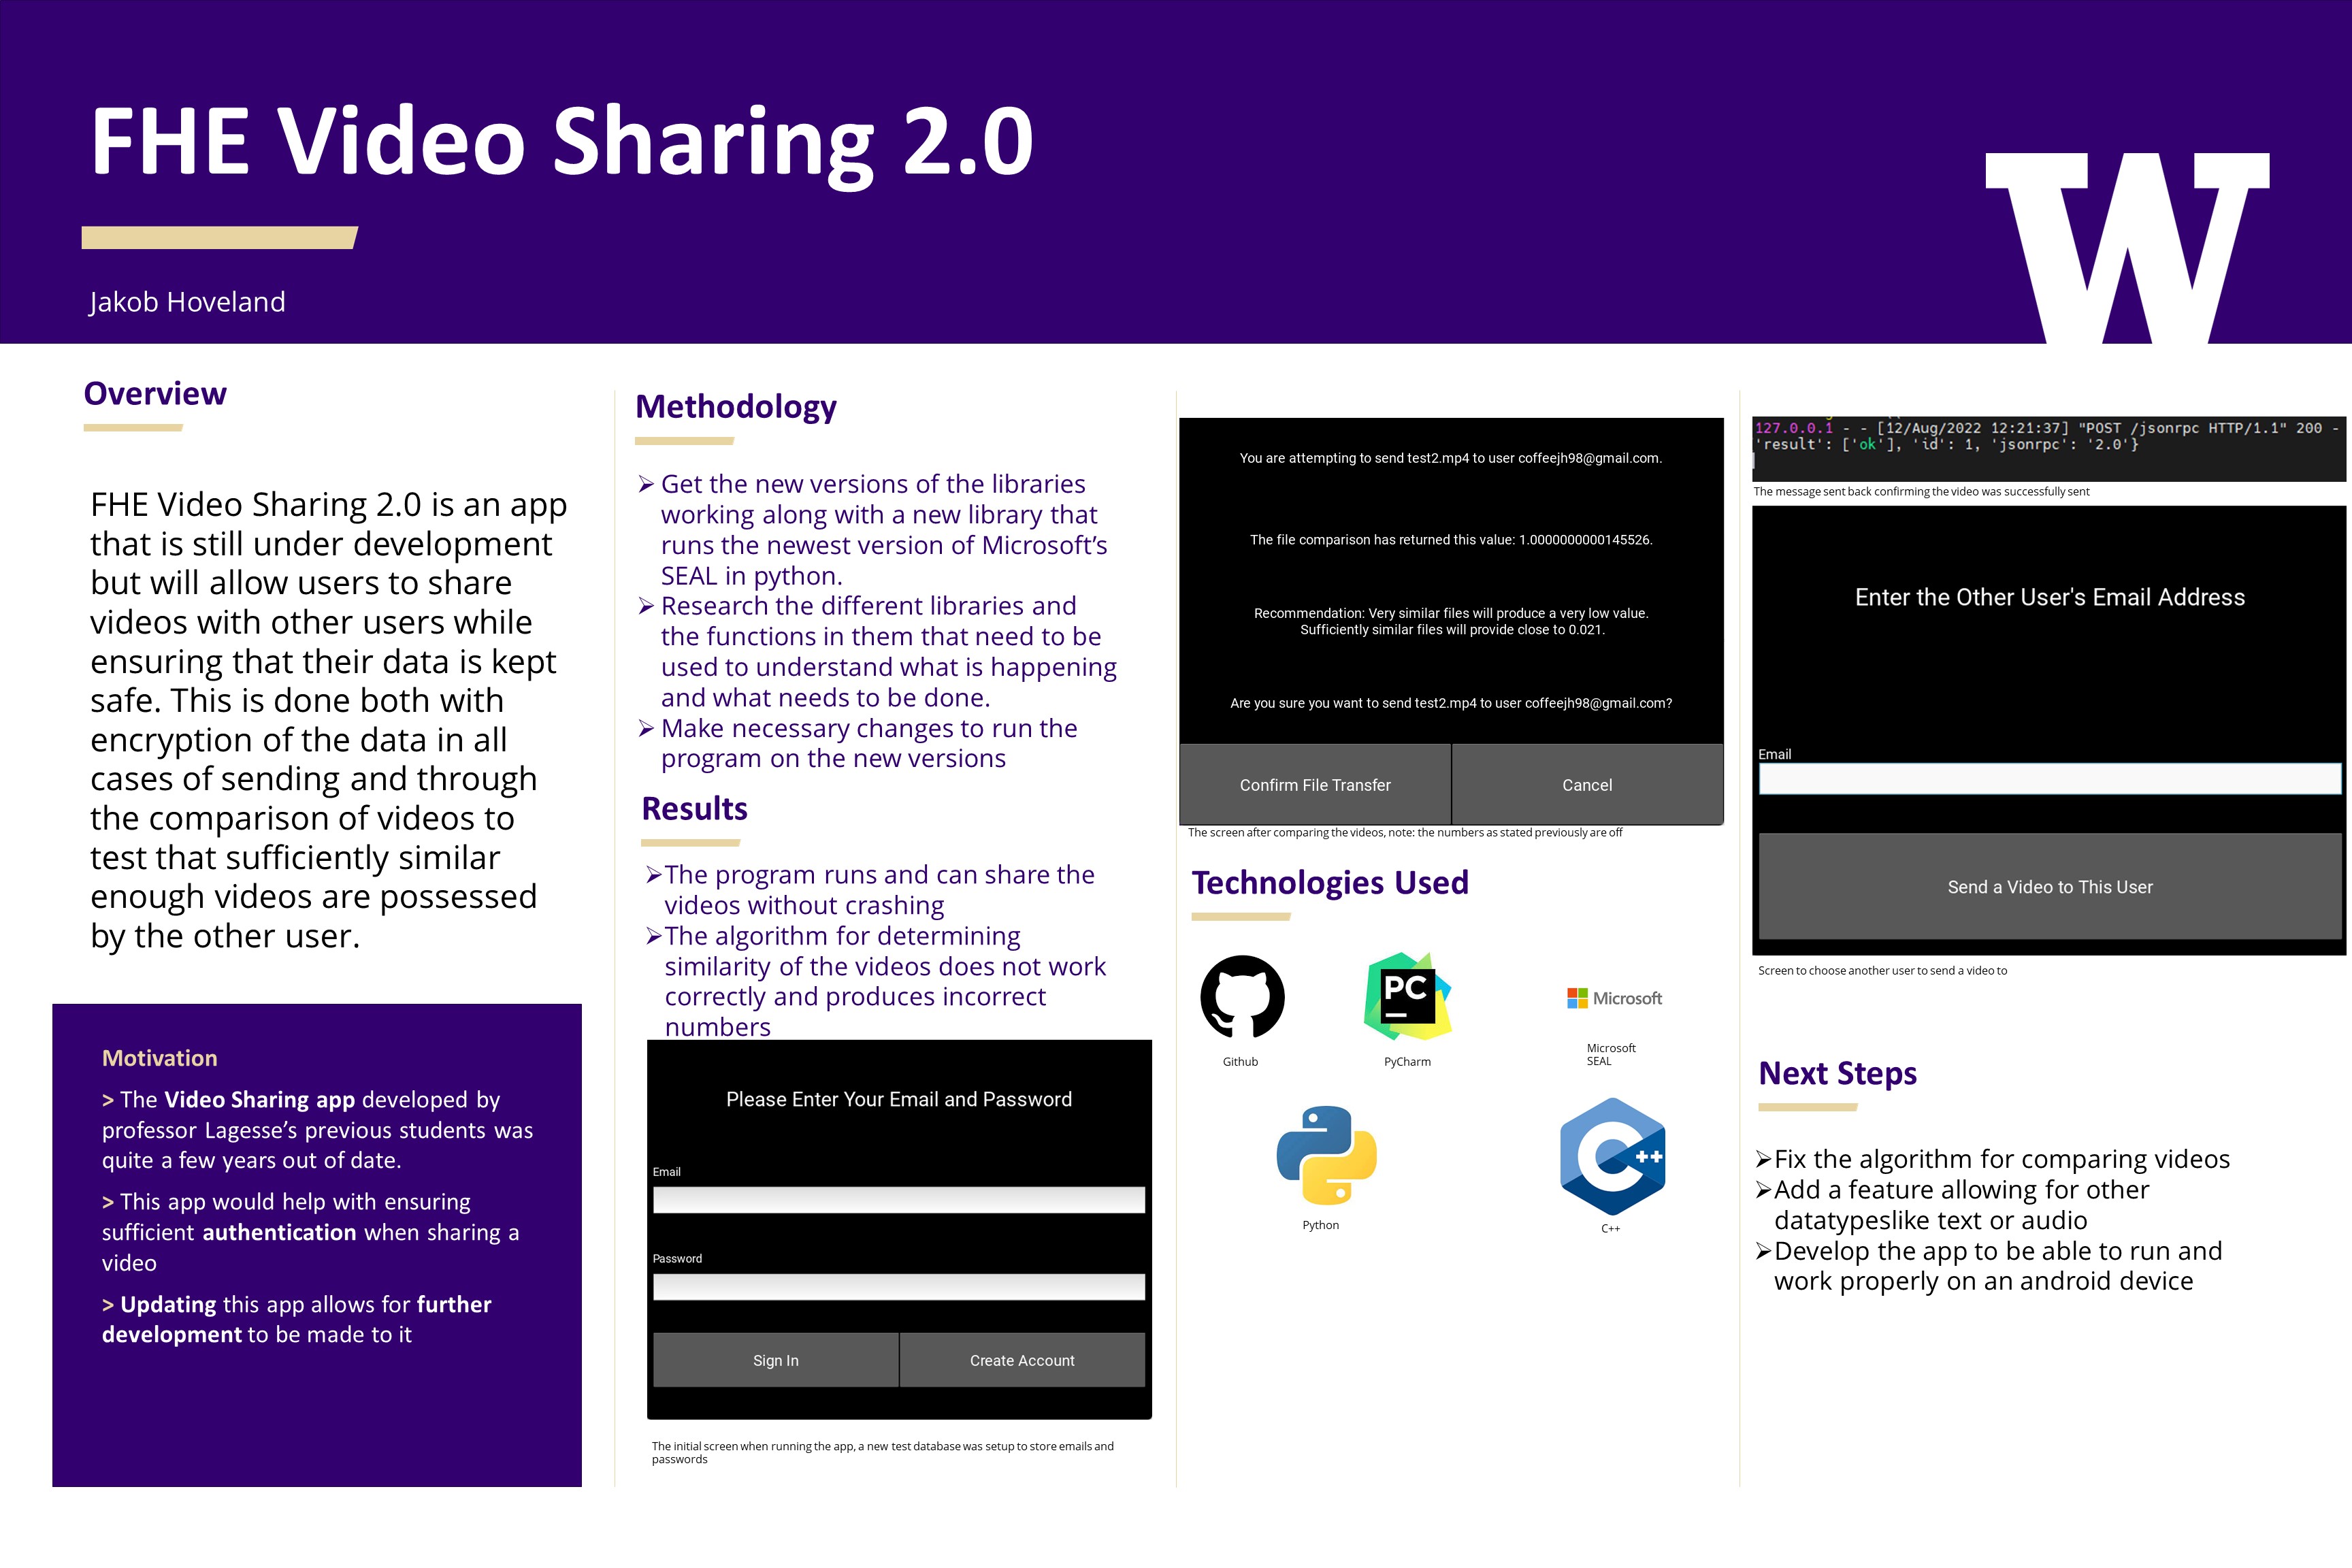 FHE Video Sharing 2.0
Jakob Hoveland
W
Overview
FHE Video Sharing 2.0 is an app
that is still under development
but will allow users to share
videos with other users while
ensuring that their data is kept
safe. This is done both with
encryption of the data in all
cases of sending and through
the comparison of videos to
test that sufficiently similar
enough videos are possessed
by the other user.
Motivation
> The Video Sharing app developed by
professor Lagesse's previous students was
quite a few years out of date.
> This app would help with ensuring
sufficient authentication when sharing a
video
> Updating this app allows for further
development to be made to it
Methodology
➢ Get the new versions of the libraries
working along with a new library that
runs the newest version of Microsoft's
SEAL in python.
➢ Research the different libraries and
the functions in them that need to be
used to understand what is happening
and what needs to be done.
➢ Make necessary changes to run the
program on the new versions
Results
➢The program runs and can share the
videos without crashing
➢The algorithm for determining
similarity of the videos does not work
correctly and produces incorrect
numbers
Please Enter Your Email and Password
Email
Password
Sign In
Create Account
The initial screen when running the app, a new test database was setup to store emails and
passwords
You are attempting to send test2.mp4 to user coffeejh98@gmail.com.
The file comparison has returned this value: 1.0000000000145526.
Recommendation: Very similar files will produce a very low value.
Sufficiently similar files will provide close to 0.021.
Are you sure you want to send test2.mp4 to user coffeejh98@gmail.com?
Confirm File Transfer
Cancel
The screen after comparing the videos, note: the numbers as stated previously are off
Technologies Used
Github
PC
PyCharm
Microsoft
Microsoft
SEAL
Python
C++
C++
127.0.0.1 - - [12/Aug/2022 12:21:37] "POST /jsonrpc HTTP/1.1" 200 -
'result': ['ok'], 'id': 1, 'jsonrpc': '2.0'}
The message sent back confirming the video was successfully sent
Enter the Other User's Email Address
Email
Send a Video to This User
Screen to choose another user to send a video to
Next Steps
➢Fix the algorithm for comparing videos
➢Add a feature allowing for other
datatypeslike text or audio
➢Develop the app to be able to run and
work properly on an android device